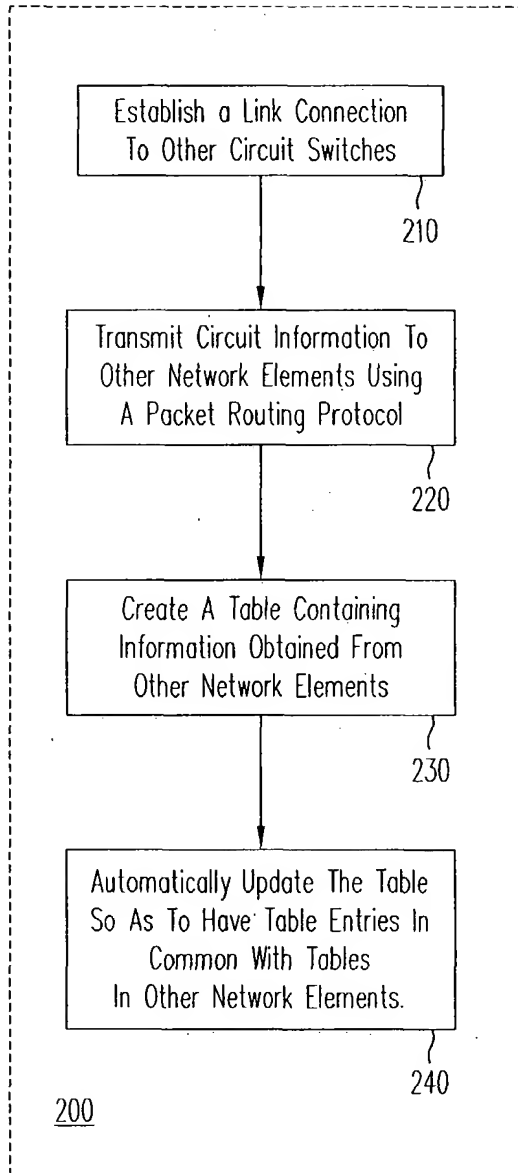 Establish a Link Connection
To Other Circuit Switches
210
Transmit Circuit Information To
Other Network Elements Using
A Packet Routing Protocol
220
Create A Table Containing
Information Obtained From
Other Network Elements
230
Automatically Update The Table
So As To Have Table Entries In
Common With Tables
In Other Network Elements.
240
200